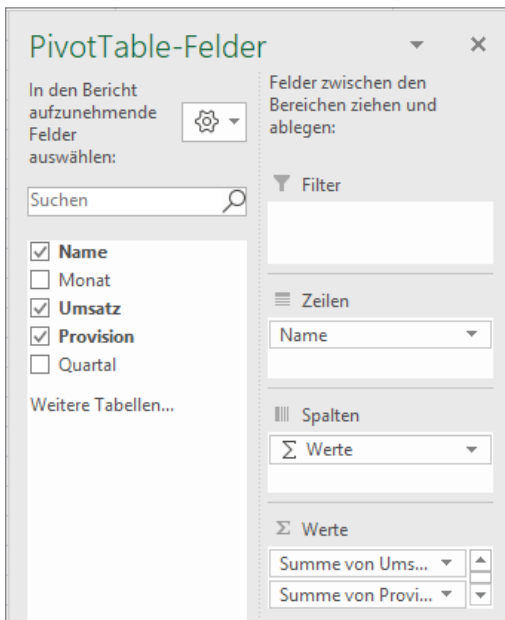 PivotTable-Felder
In den Bericht
aufzunehmende
Felder
auswählen:
Suchen
Name
Monat
Umsatz
Provision
Quartal
Weitere Tabellen...
Felder zwischen den
Bereichen ziehen und
ablegen:
Filter
Zeilen
Name
Spalten
Σ Werte
Σ Werte
Summe von Ums...
Summe von Provi...